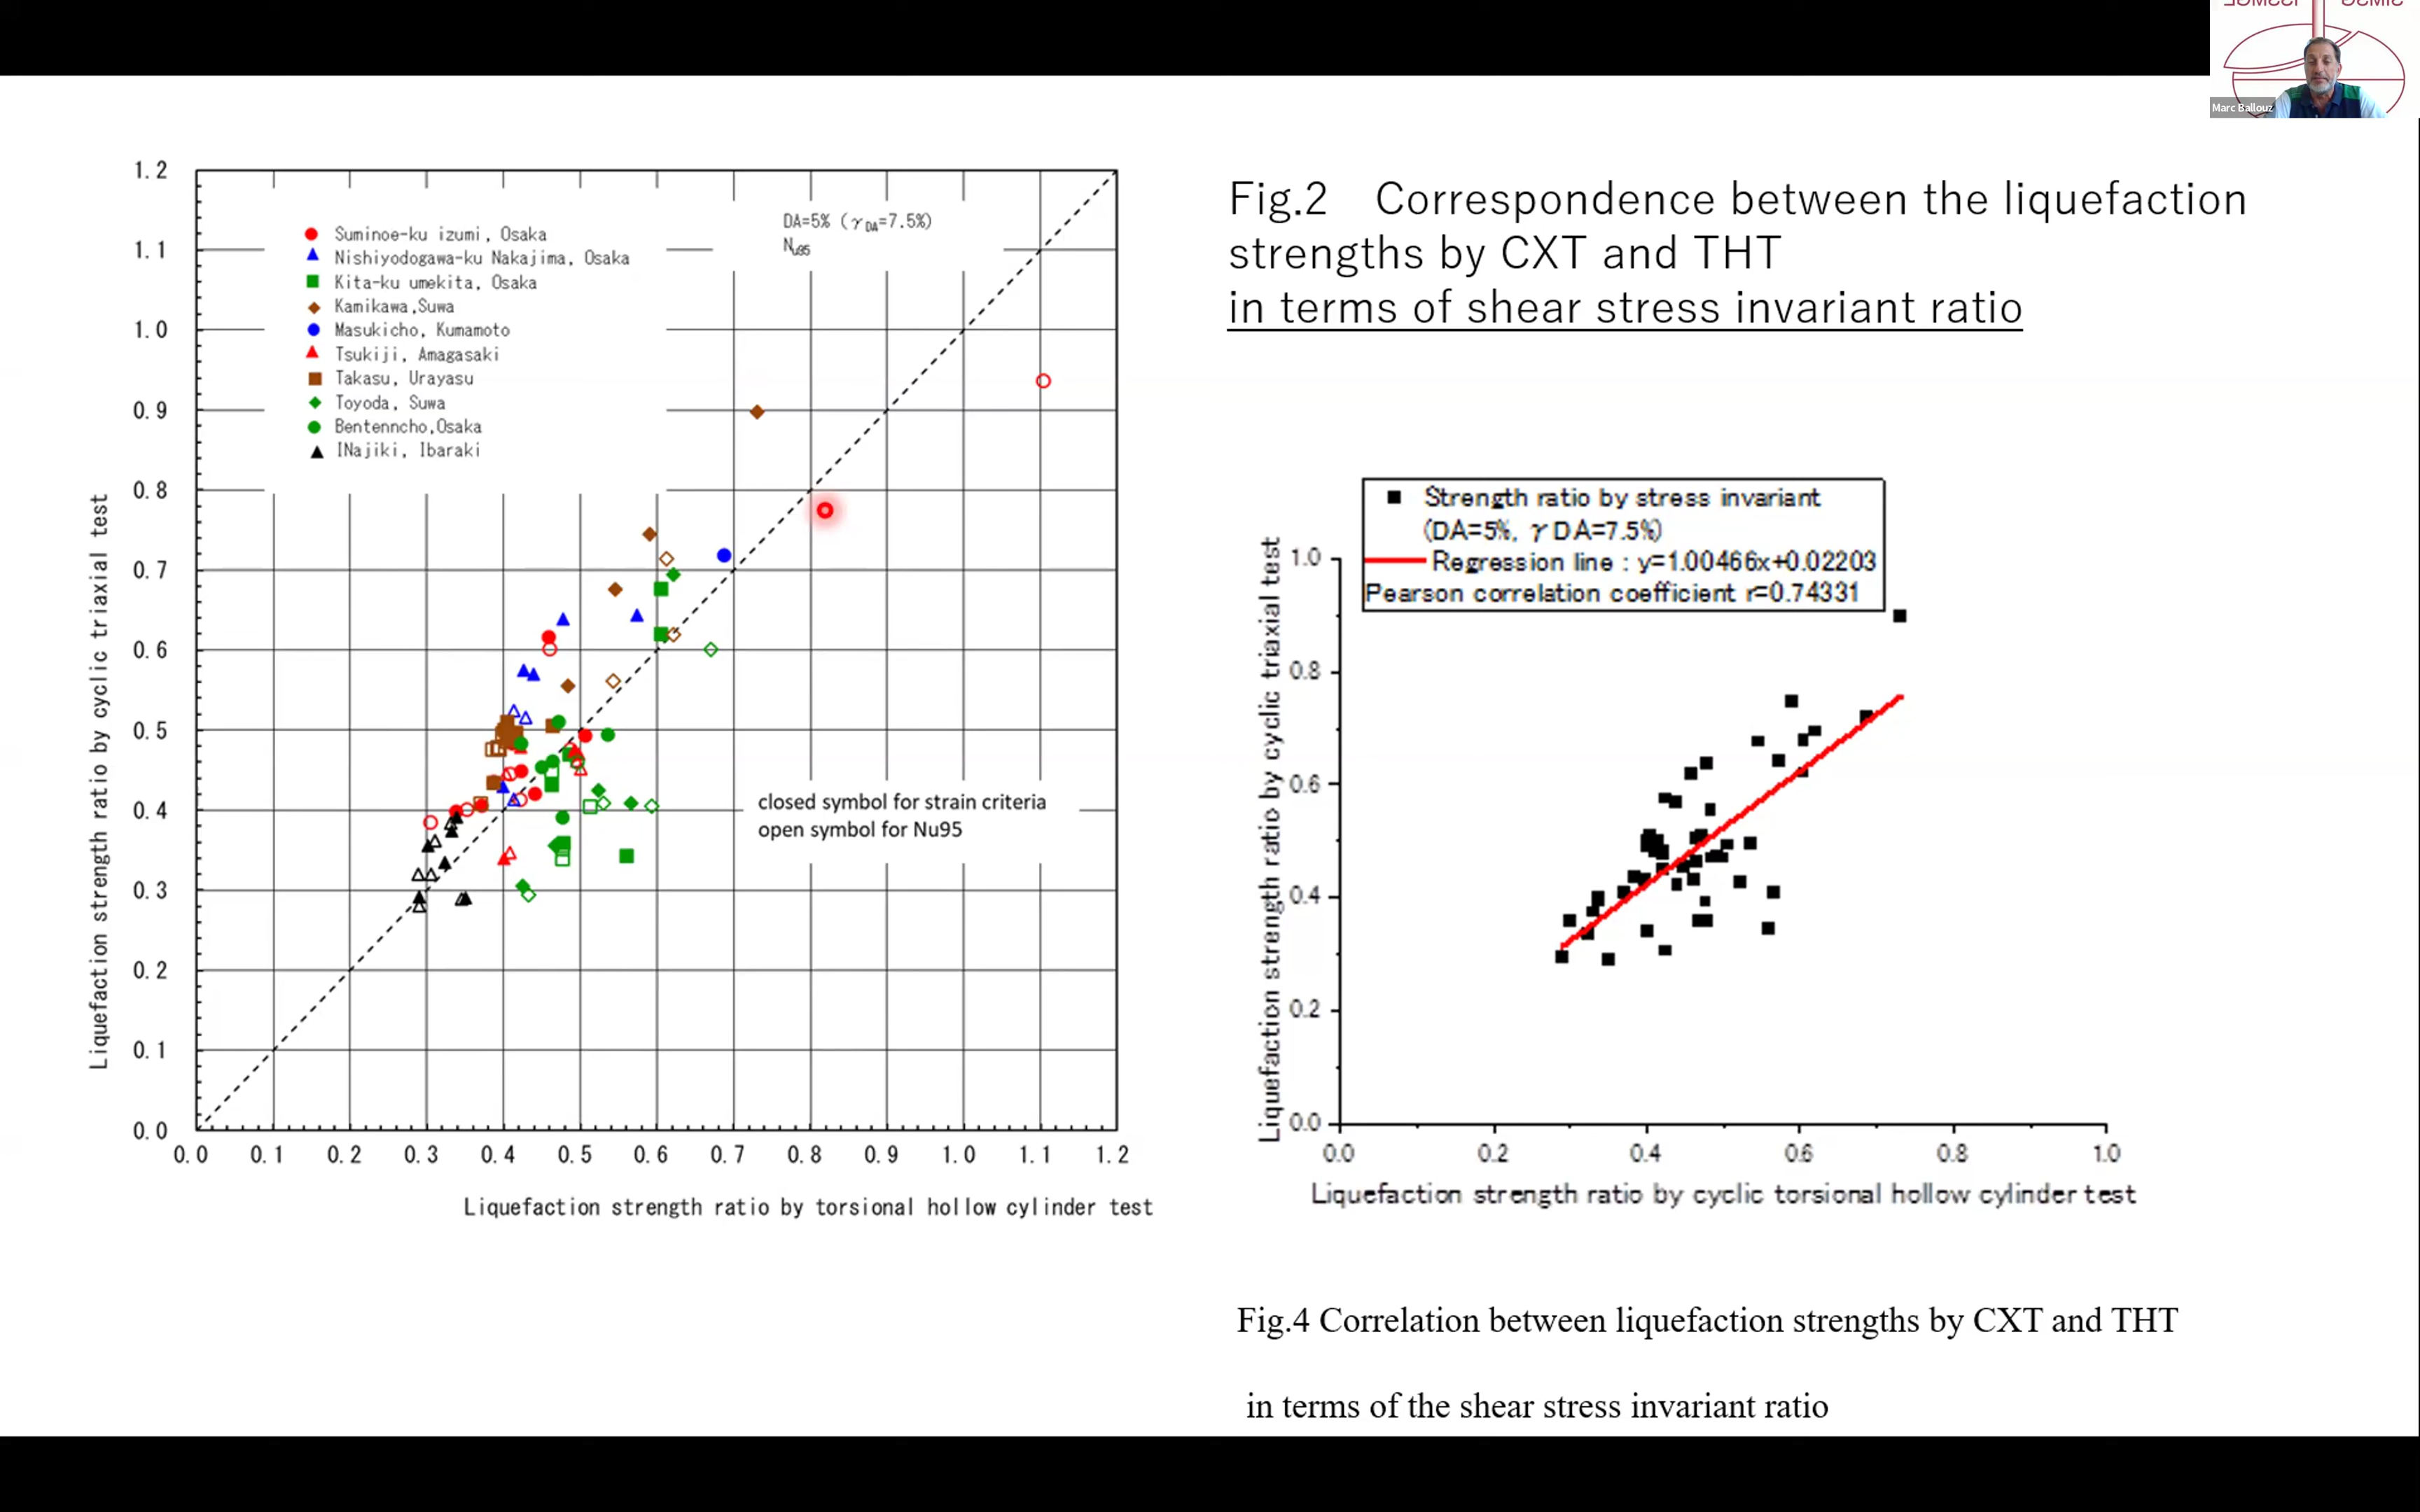 Marc Ballouz
Fig.2 Correspondence between the liquefaction
strengths by CXT and THT
in terms of shear stress invariant ratio
1.2
1.1
1.0
0.9
0.8
0.7
0.6
0.5
0.4
0.3
0.2
0.1
0.0
Liquefaction strength ratio by cyclic triaxial test
DA=5% (γDA=7.5%)
Nu95
Suminoe-ku izumi, Osaka
Nishiyodogawa-ku Nakajima, Osaka
Kita-ku umekita, Osaka
Kamikawa,Suwa
Masukicho, Kumamoto
Tsukiji, Amagasaki
Takasu, Urayasu
Toyoda, Suwa
Bentenncho,Osaka
INajiki, Ibaraki
closed symbol for strain criteria
open symbol for Nu95
0.0 0.1 0.2 0.3 0.4 0.5 0.6 0.7 0.8 0.9 1.0 1.1 1.2
Liquefaction strength ratio by torsional hollow cylinder test
Strength ratio by stress invariant
(DA=5%, γDA=7.5%)
Regression line : y=1.00466x+0.02203
Pearson correlation coefficient r=0.74331
1.0
0.8
0.6
0.4
0.2
0.0
Liquefaction strength ratio by cyclic triaxial test
0.0 0.2 0.4 0.6 0.8 1.0
Liquefaction strength ratio by cyclic torsional hollow cylinder test
Fig.4 Correlation between liquefaction strengths by CXT and THT
in terms of the shear stress invariant ratio